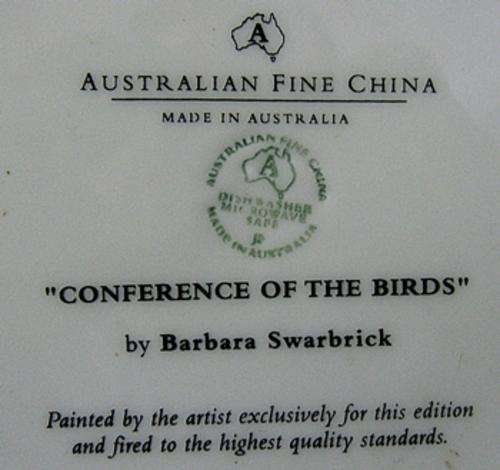 A
AUSTRALIAN FINE CHINA
MADE IN AUSTRALIA
AUSTRALIAN FINE CHINA
A
DISHWASHER
MICROWAVE
SAFE
JP
MADE IN AUSTRALIA
"CONFERENCE OF THE BIRDS"
by Barbara Swarbrick
Painted by the artist exclusively for this edition
and fired to the highest quality standards.